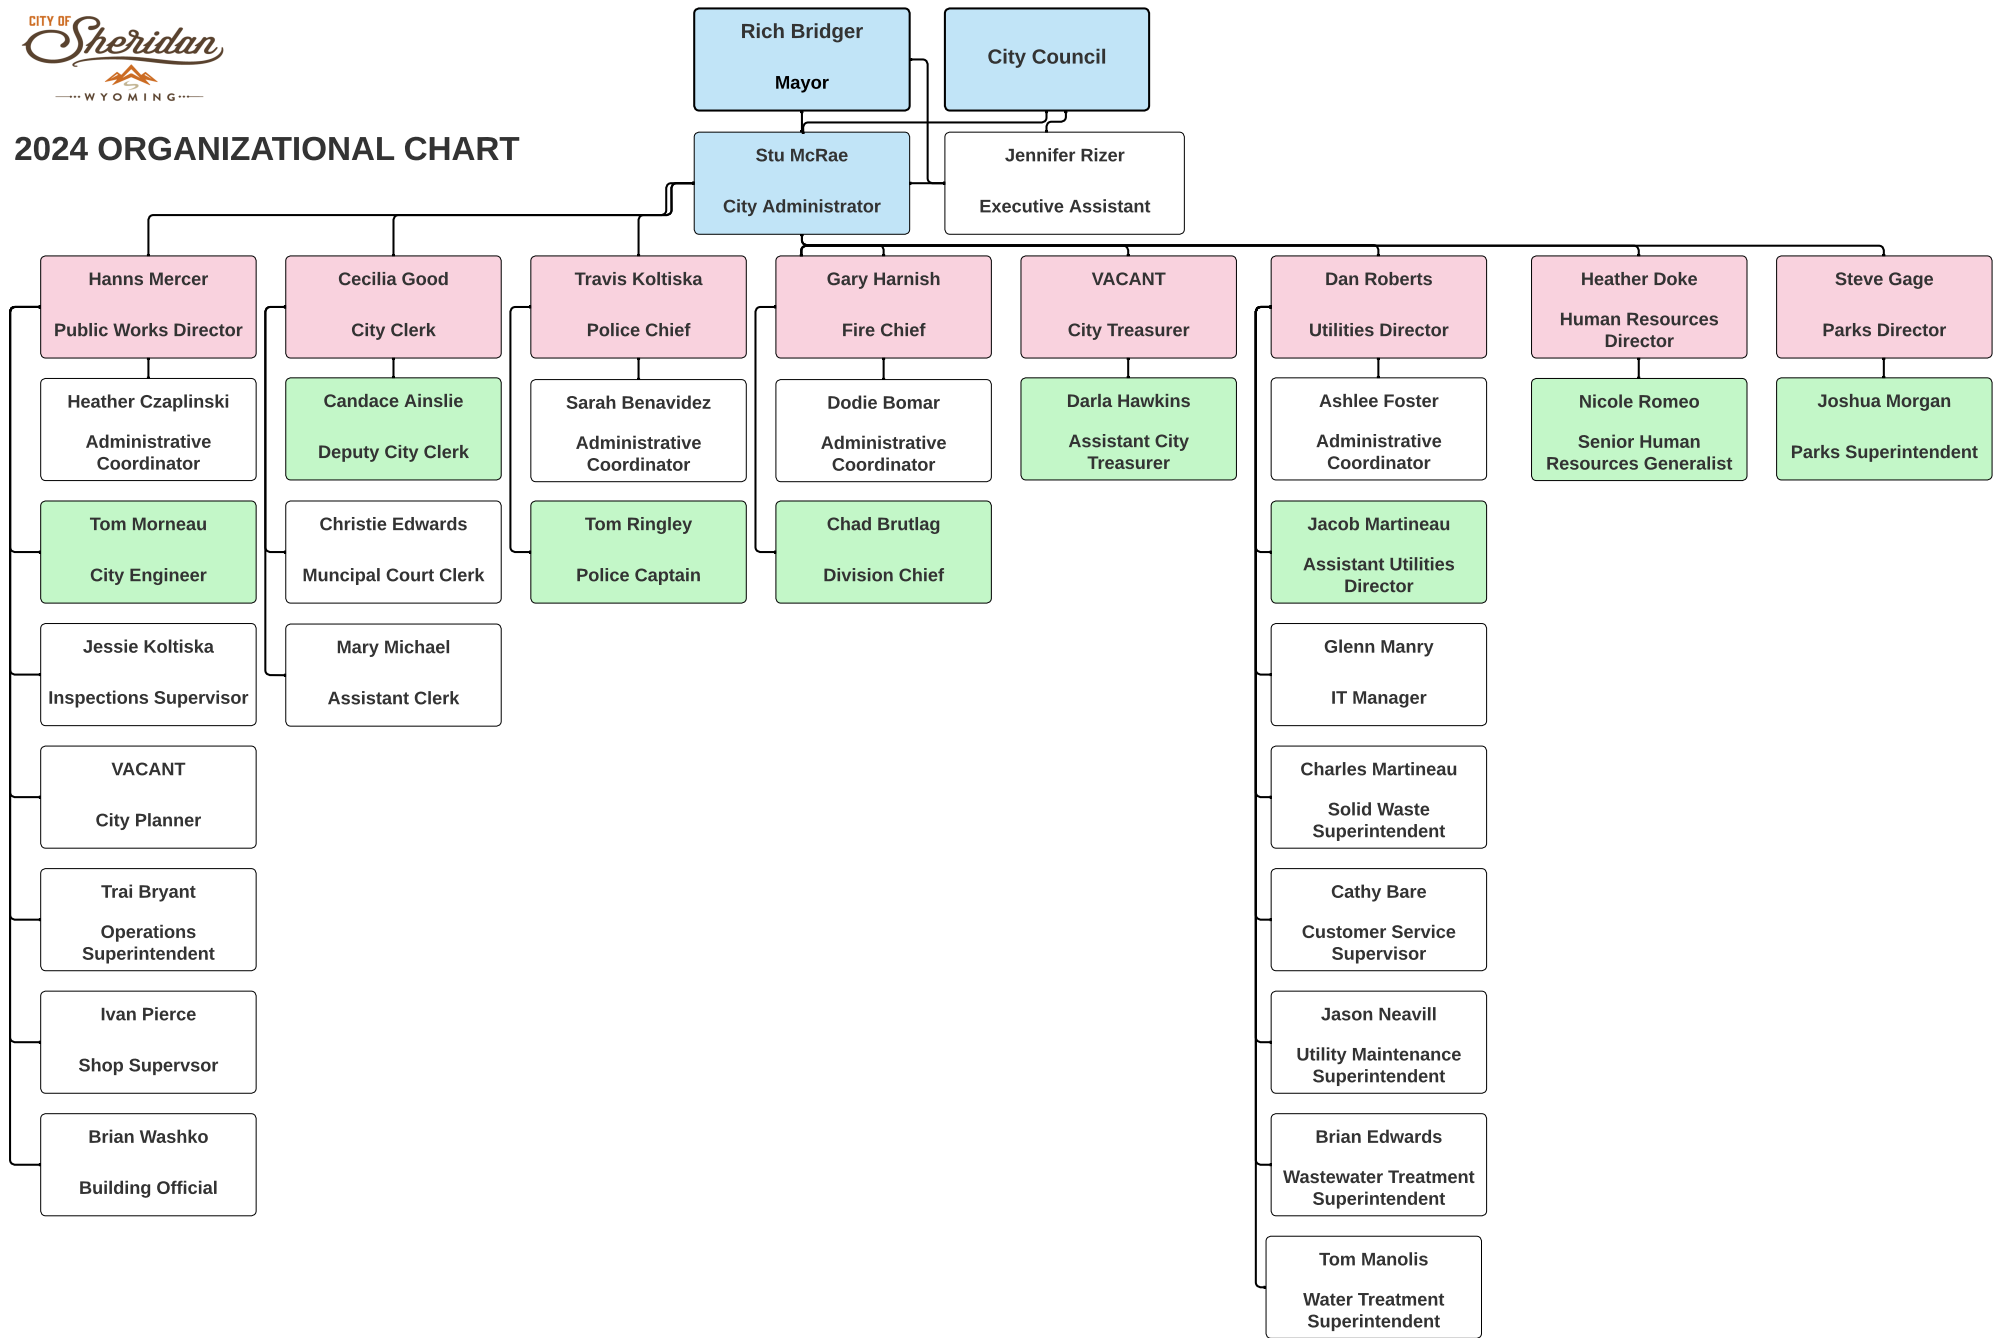 CITY OF
Sheridan
WYOMING
2024 ORGANIZATIONAL CHART
Rich Bridger
Mayor
City Council
Stu McRae
City Administrator
Jennifer Rizer
Executive Assistant
Hanns Mercer
Public Works Director
Cecilia Good
City Clerk
Travis Koltiska
Police Chief
Gary Harnish
Fire Chief
VACANT
City Treasurer
Dan Roberts
Utilities Director
Heather Doke
Human Resources
Director
Steve Gage
Parks Director
Heather Czaplinski
Administrative
Coordinator
Candace Ainslie
Deputy City Clerk
Sarah Benavidez
Administrative
Coordinator
Dodie Bomar
Administrative
Coordinator
Darla Hawkins
Assistant City
Treasurer
Ashlee Foster
Administrative
Coordinator
Nicole Romeo
Senior Human
Resources Generalist
Joshua Morgan
Parks Superintendent
Tom Morneau
City Engineer
Christie Edwards
Muncipal Court Clerk
Tom Ringley
Police Captain
Chad Brutlag
Division Chief
Jacob Martineau
Assistant Utilities
Director
Jessie Koltiska
Inspections Supervisor
Mary Michael
Assistant Clerk
Glenn Manry
IT Manager
VACANT
City Planner
Charles Martineau
Solid Waste
Superintendent
Trai Bryant
Operations
Superintendent
Cathy Bare
Customer Service
Supervisor
Ivan Pierce
Shop Supervsor
Jason Neavill
Utility Maintenance
Superintendent
Brian Washko
Building Official
Brian Edwards
Wastewater Treatment
Superintendent
Tom Manolis
Water Treatment
Superintendent